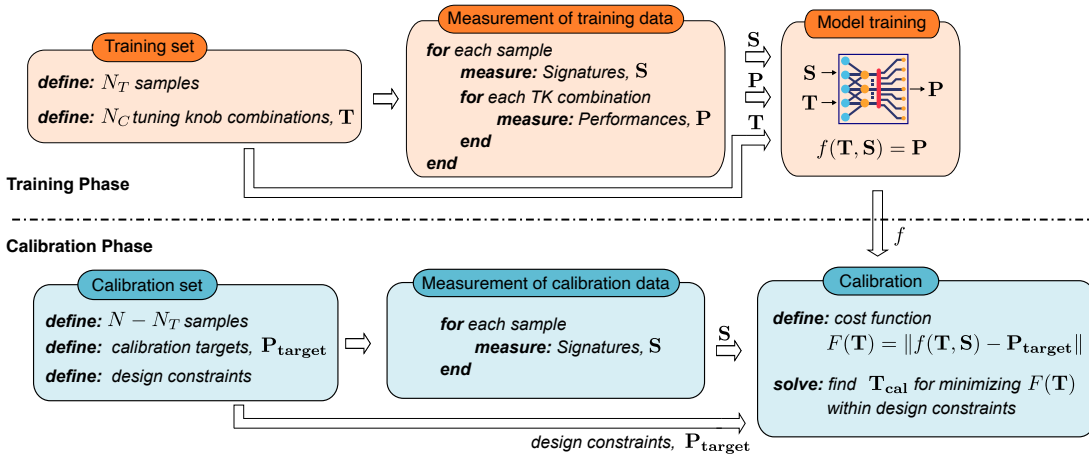 Training set
define: N_T samples
define: N_C tuning knob combinations, T
Measurement of training data
for each sample
measure: Signatures, S
for each TK combination
measure: Performances, P
end
end
S
P
T
Model training
S
T
P
f(T, S) = P
Training Phase
f
Calibration Phase
Calibration set
define: N − N_T samples
define: calibration targets, P_target
define: design constraints
Measurement of calibration data
for each sample
measure: Signatures, S
end
S
Calibration
define: cost function
F(T) = ‖f(T, S) − P_target‖
solve: find T_cal for minimizing F(T)
within design constraints
design constraints, P_target